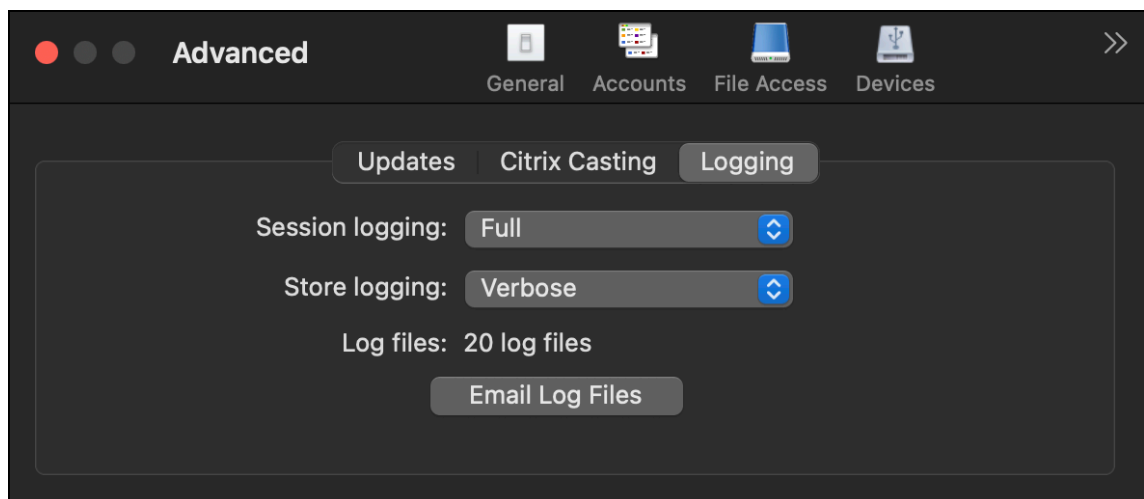 Advanced
General Accounts File Access Devices
Updates Citrix Casting Logging
Session logging: Full
Store logging: Verbose
Log files: 20 log files
Email Log Files